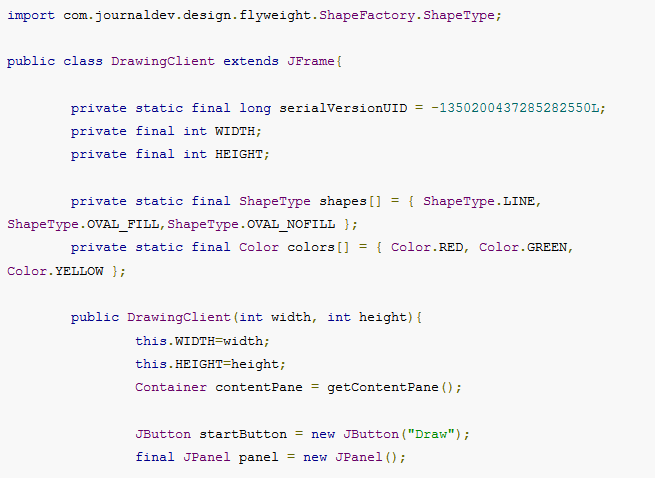 import com.journaldev.design.flyweight.ShapeFactory.ShapeType;
public class DrawingClient extends JFrame{
private static final long serialVersionUID = -1350200437285282550L;
private final int WIDTH;
private final int HEIGHT;
private static final ShapeType shapes[] = { ShapeType.LINE,
ShapeType.OVAL_FILL,ShapeType.OVAL_NOFILL };
private static final Color colors[] = { Color.RED, Color.GREEN,
Color.YELLOW };
public DrawingClient(int width, int height){
this.WIDTH=width;
this.HEIGHT=height;
Container contentPane = getContentPane();
JButton startButton = new JButton("Draw");
final JPanel panel = new JPanel();